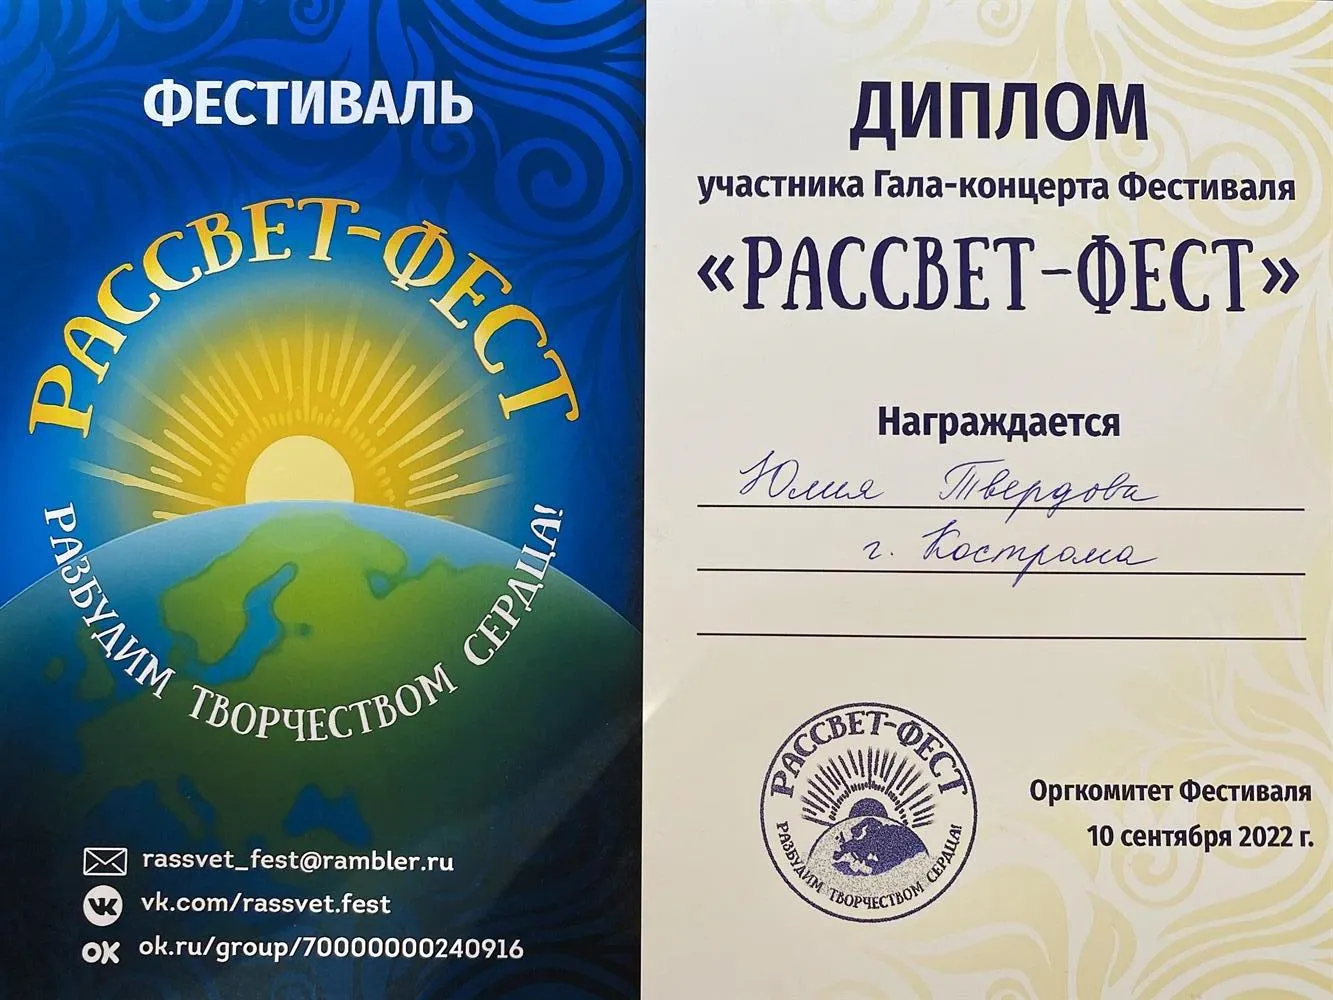 ФЕСТИВАЛЬ
РАССВЕТ-ФЕСТ
РАЗБУДИМ ТВОРЧЕСТВОМ СЕРДЦА!
rassvet_fest@rambler.ru
vk.com/rassvet.fest
ok.ru/group/70000000240916
ДИПЛОМ
участника Гала-концерта Фестиваля
«РАССВЕТ-ФЕСТ»
Награждается
Юлия Твердова
г. Кострома
РАССВЕТ-ФЕСТ
РАЗБУДИМ ТВОРЧЕСТВОМ СЕРДЦА!
Оргкомитет Фестиваля
10 сентября 2022 г.